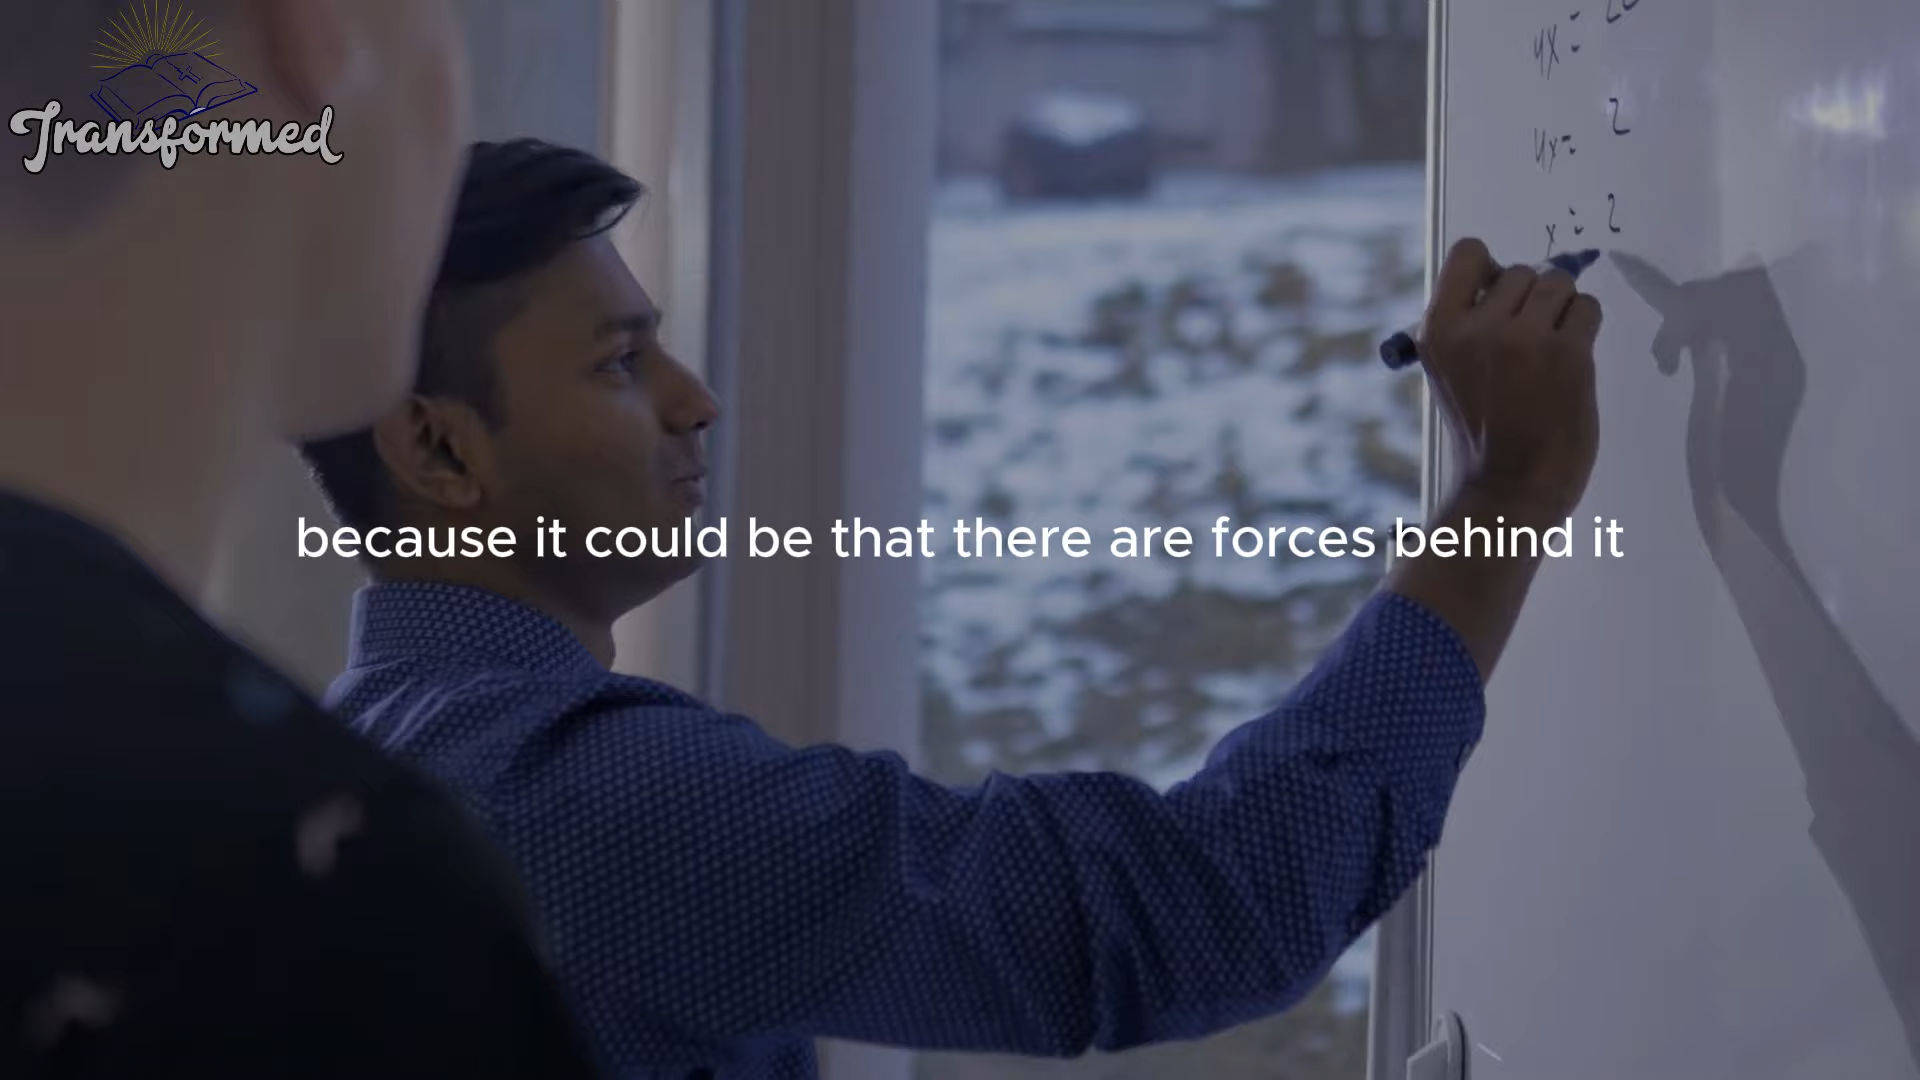 Transformed
4x =
4x= 2
x = 2
because it could be that there are forces behind it